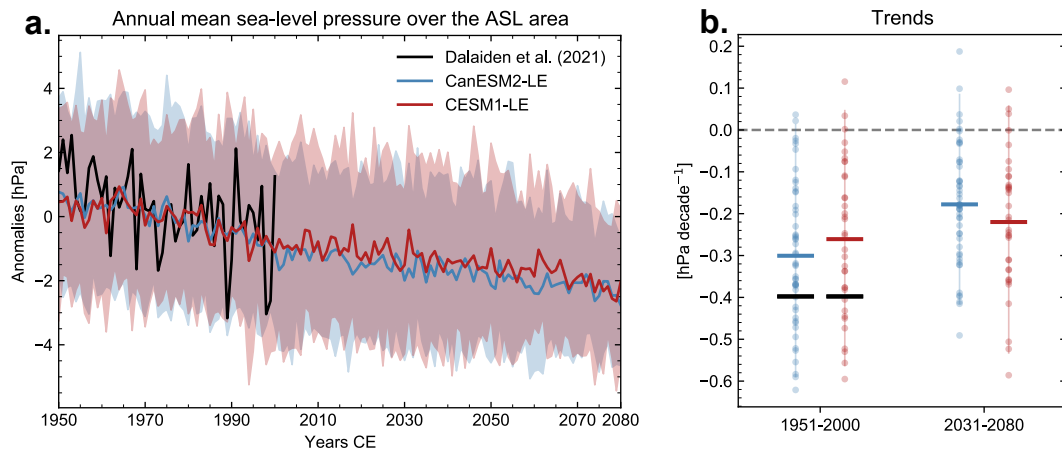 a.
Annual mean sea-level pressure over the ASL area
Dalaiden et al. (2021)
CanESM2-LE
CESM1-LE
Anomalies [hPa]
4
2
0
−2
−4
1950 1970 1990 2010 2030 2050 2070 2080
Years CE
b.
Trends
[hPa decade⁻¹]
0.2
0.1
0.0
−0.1
−0.2
−0.3
−0.4
−0.5
−0.6
1951-2000 2031-2080